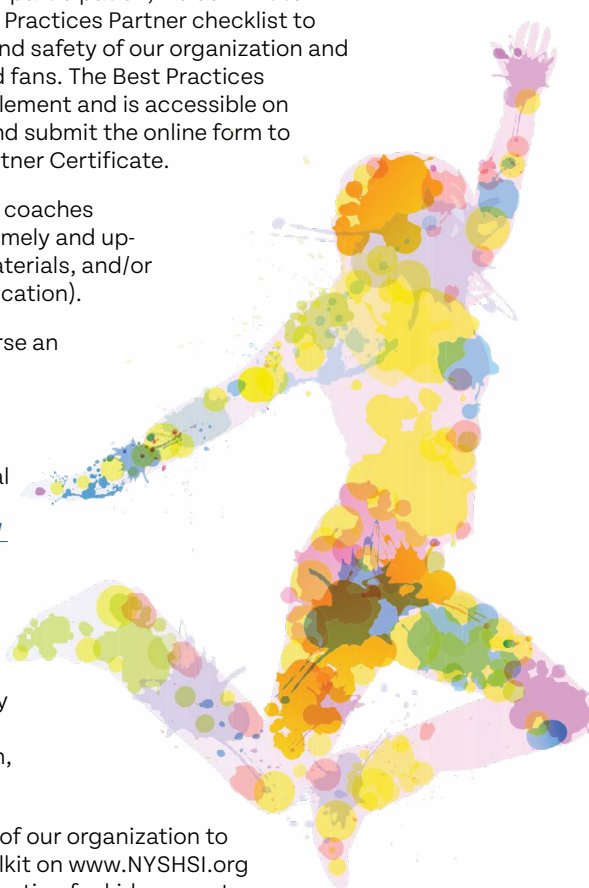 Practices Partner checklist to
nd safety of our organization and
d fans. The Best Practices
lement and is accessible on
nd submit the online form to
rtner Certificate.
coaches
mely and up-
aterials, and/or
ication).
rse an
al
y
n,
of our organization to
lkit on www.NYSHSI.org